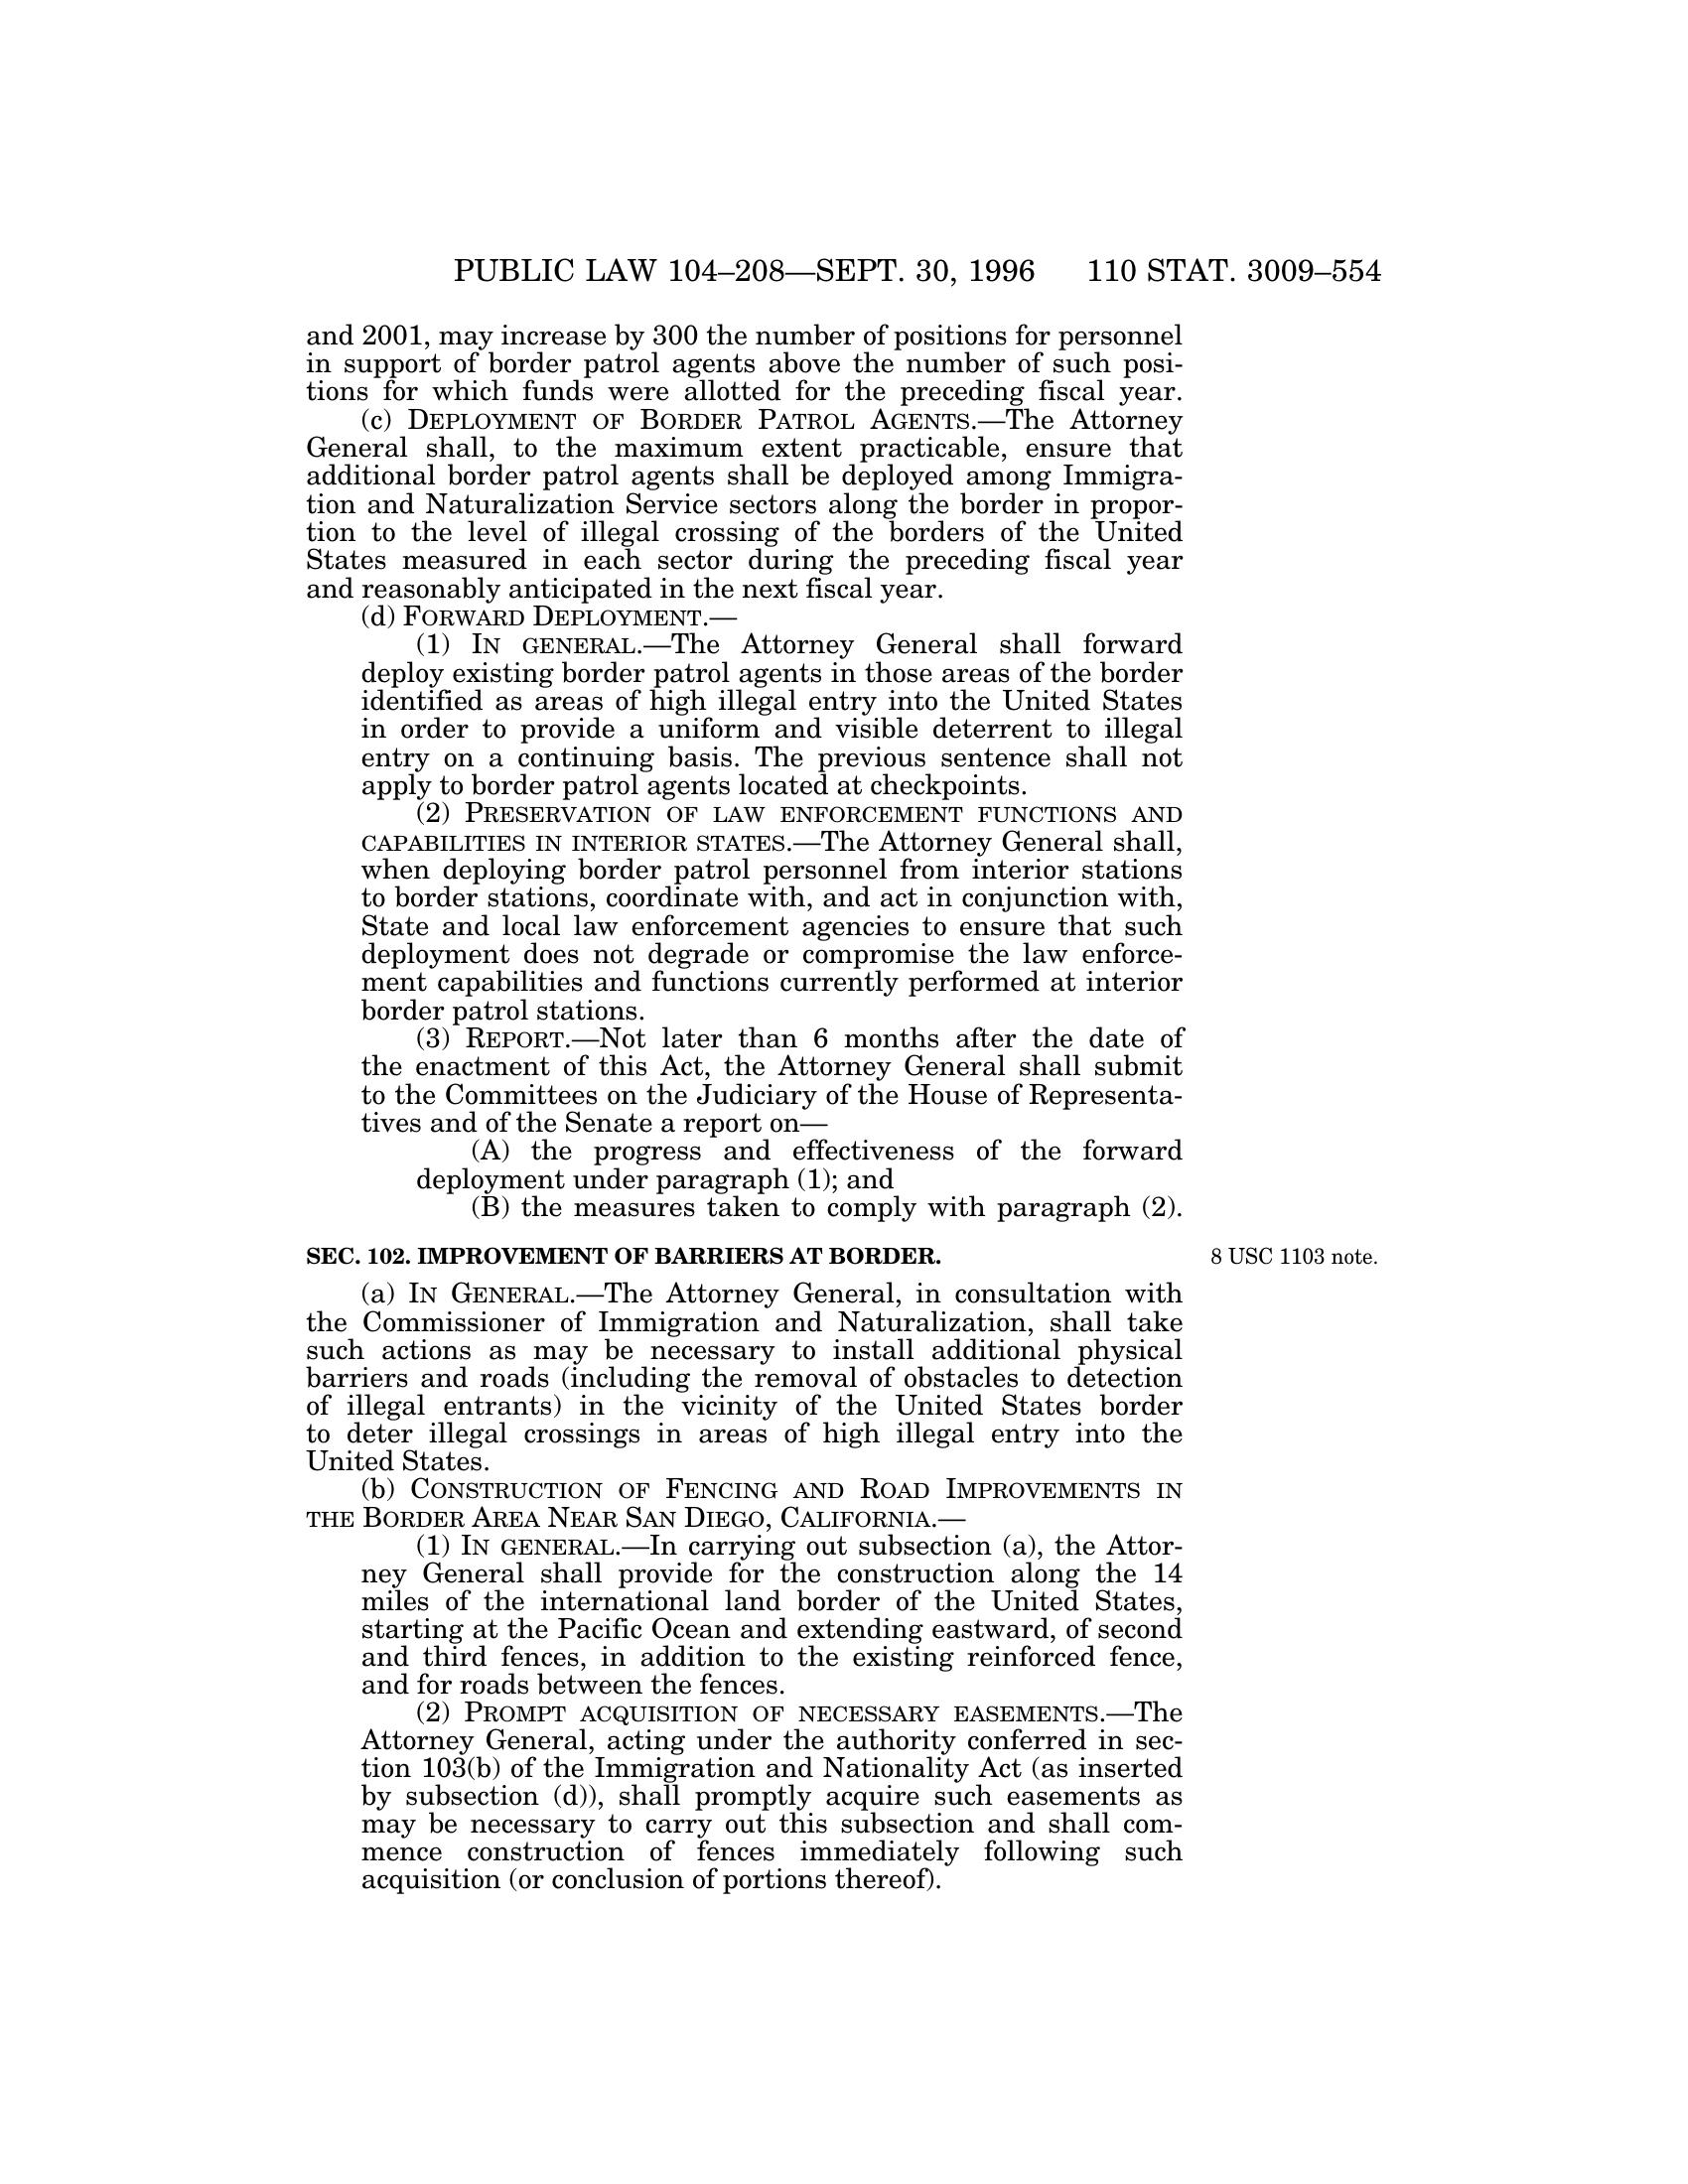 PUBLIC LAW 104–208—SEPT. 30, 1996 110 STAT. 3009–554
and 2001, may increase by 300 the number of positions for personnel
in support of border patrol agents above the number of such posi-
tions for which funds were allotted for the preceding fiscal year.
(c) DEPLOYMENT OF BORDER PATROL AGENTS.—The Attorney
General shall, to the maximum extent practicable, ensure that
additional border patrol agents shall be deployed among Immigra-
tion and Naturalization Service sectors along the border in propor-
tion to the level of illegal crossing of the borders of the United
States measured in each sector during the preceding fiscal year
and reasonably anticipated in the next fiscal year.
(d) FORWARD DEPLOYMENT.—
(1) IN GENERAL.—The Attorney General shall forward
deploy existing border patrol agents in those areas of the border
identified as areas of high illegal entry into the United States
in order to provide a uniform and visible deterrent to illegal
entry on a continuing basis. The previous sentence shall not
apply to border patrol agents located at checkpoints.
(2) PRESERVATION OF LAW ENFORCEMENT FUNCTIONS AND
CAPABILITIES IN INTERIOR STATES.—The Attorney General shall,
when deploying border patrol personnel from interior stations
to border stations, coordinate with, and act in conjunction with,
State and local law enforcement agencies to ensure that such
deployment does not degrade or compromise the law enforce-
ment capabilities and functions currently performed at interior
border patrol stations.
(3) REPORT.—Not later than 6 months after the date of
the enactment of this Act, the Attorney General shall submit
to the Committees on the Judiciary of the House of Representa-
tives and of the Senate a report on—
(A) the progress and effectiveness of the forward
deployment under paragraph (1); and
(B) the measures taken to comply with paragraph (2).
SEC. 102. IMPROVEMENT OF BARRIERS AT BORDER. 8 USC 1103 note.
(a) IN GENERAL.—The Attorney General, in consultation with
the Commissioner of Immigration and Naturalization, shall take
such actions as may be necessary to install additional physical
barriers and roads (including the removal of obstacles to detection
of illegal entrants) in the vicinity of the United States border
to deter illegal crossings in areas of high illegal entry into the
United States.
(b) CONSTRUCTION OF FENCING AND ROAD IMPROVEMENTS IN
THE BORDER AREA NEAR SAN DIEGO, CALIFORNIA.—
(1) IN GENERAL.—In carrying out subsection (a), the Attor-
ney General shall provide for the construction along the 14
miles of the international land border of the United States,
starting at the Pacific Ocean and extending eastward, of second
and third fences, in addition to the existing reinforced fence,
and for roads between the fences.
(2) PROMPT ACQUISITION OF NECESSARY EASEMENTS.—The
Attorney General, acting under the authority conferred in sec-
tion 103(b) of the Immigration and Nationality Act (as inserted
by subsection (d)), shall promptly acquire such easements as
may be necessary to carry out this subsection and shall com-
mence construction of fences immediately following such
acquisition (or conclusion of portions thereof).